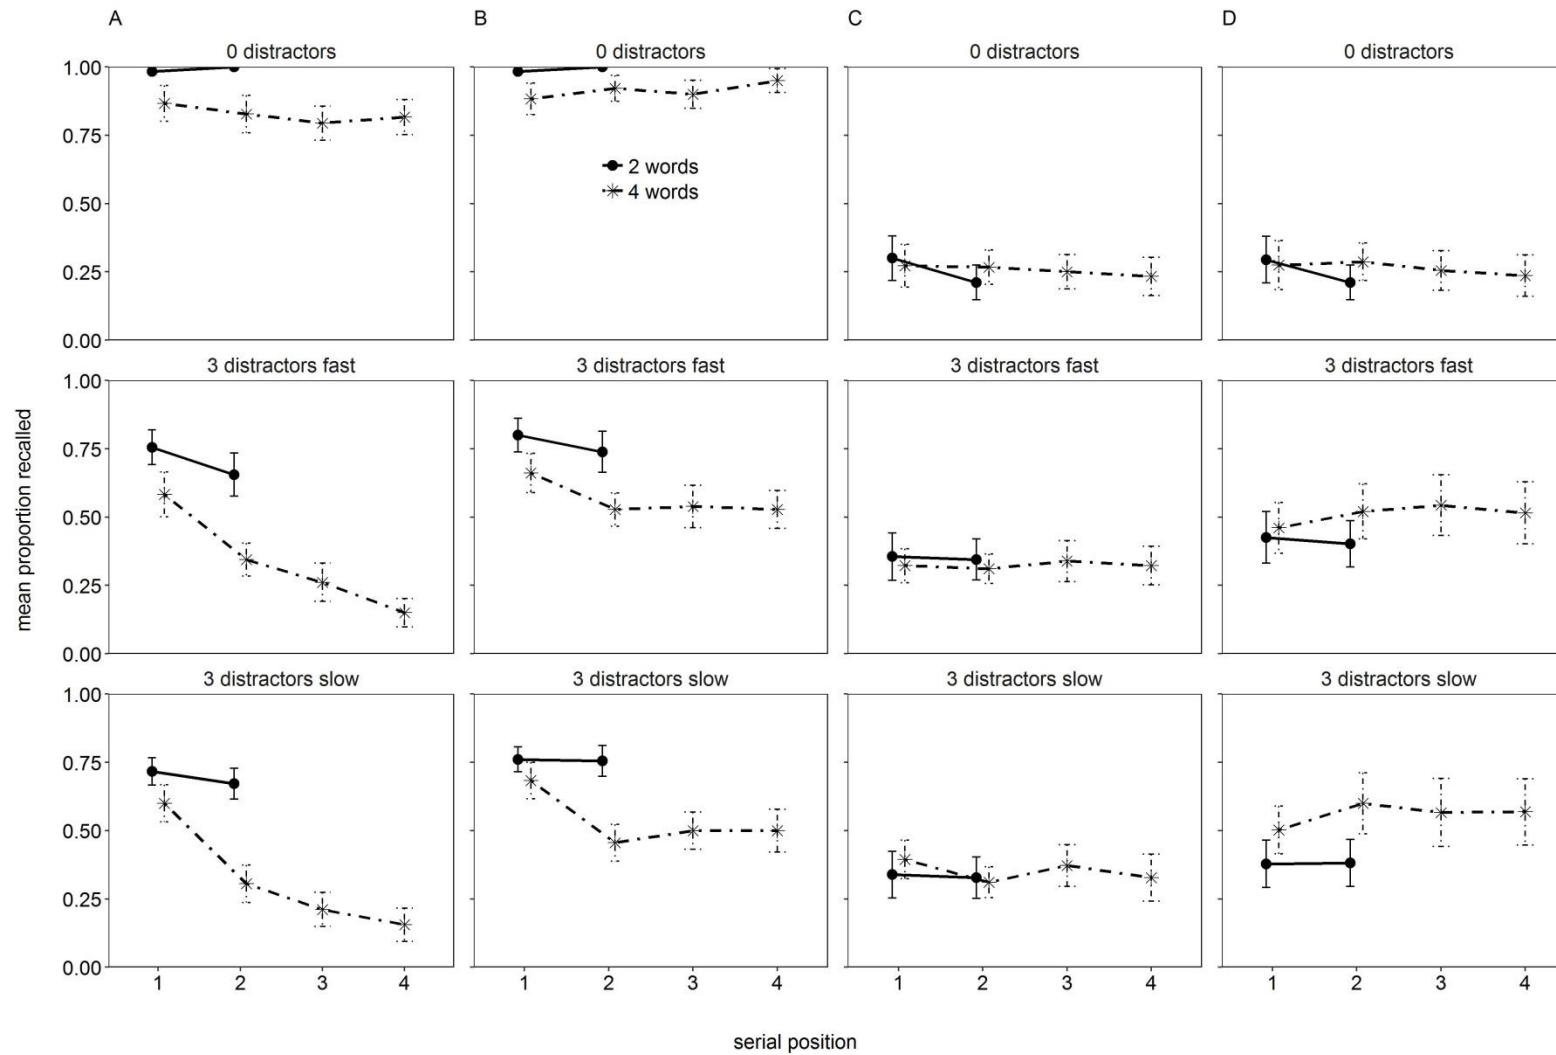 A B C D
0 distractors 0 distractors 0 distractors 0 distractors
1.00
0.75
2 words
4 words
0.50
0.25
0.00
3 distractors fast 3 distractors fast 3 distractors fast 3 distractors fast
1.00
0.75
0.50
0.25
0.00
mean proportion recalled
3 distractors slow 3 distractors slow 3 distractors slow 3 distractors slow
1.00
0.75
0.50
0.25
0.00
1 2 3 4 1 2 3 4 1 2 3 4 1 2 3 4
serial position